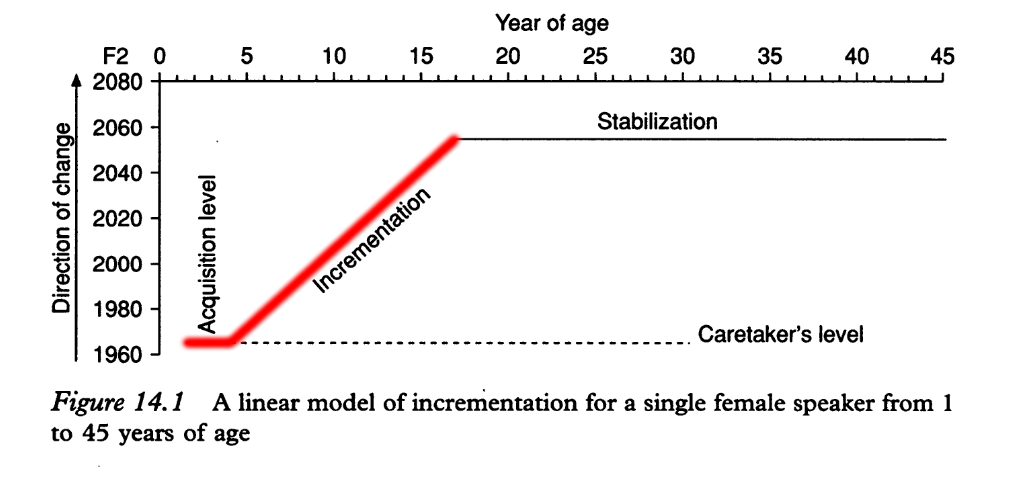 Year of age
F2 0 5 10 15 20 25 30 35 40 45
2080
2060
2040
2020
2000
1980
1960
Direction of change
Acquisition level
Incrementation
Stabilization
Caretaker's level
Figure 14.1 A linear model of incrementation for a single female speaker from 1
to 45 years of age